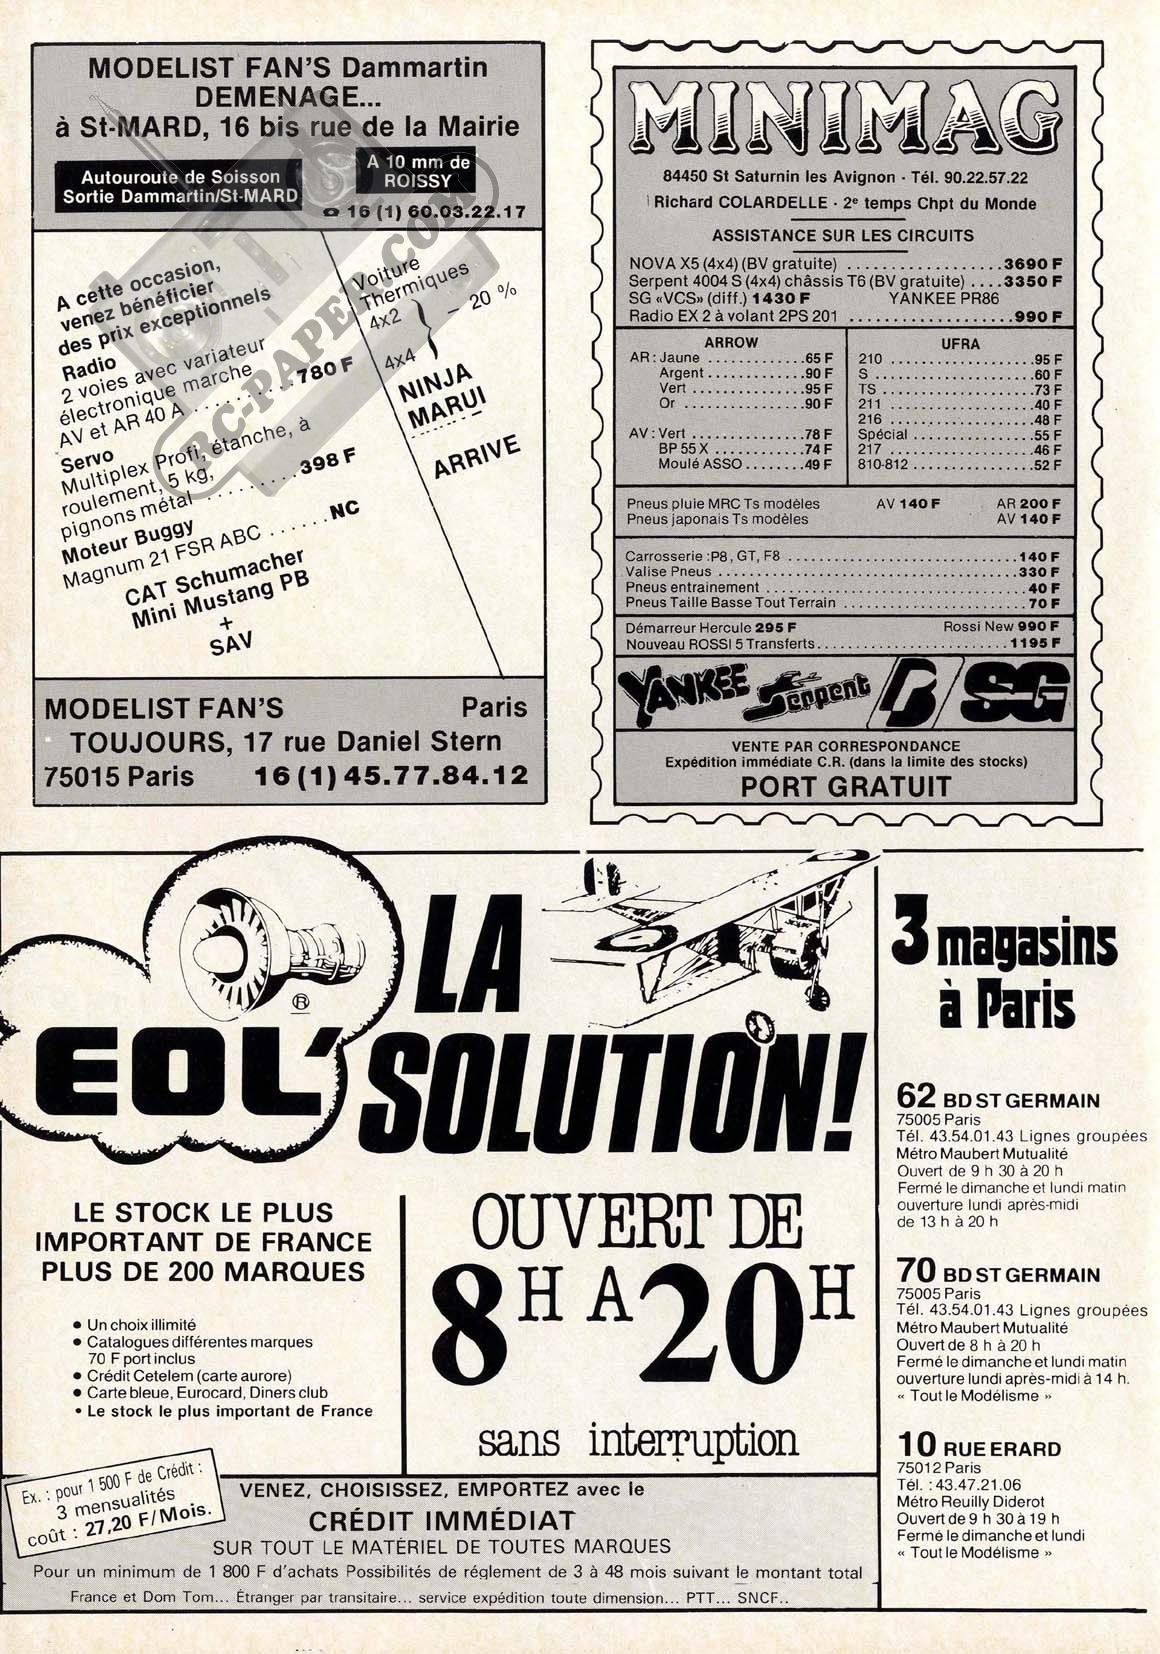 MODELIST FAN'S Dammartin
DEMENAGE...
à St-MARD, 16 bis rue de la Mairie
Autouroute de Soisson
Sortie Dammartin/St-MARD
A 10 mm de
ROISSY
☎ 16 (1) 60.03.22.17
A cette occasion,
venez bénéficier
des prix exceptionnels
Radio
2 voies avec variateur
électronique marche
AV et AR 40 A ......... 780 F
Servo
Multiplex Profi, étanche, à
roulement, 5 kg,
pignons métal ......... 398 F
Moteur Buggy
Magnum 21 FSR ABC ...... NC
CAT Schumacher
Mini Mustang PB
+
SAV
Voiture
Thermiques
4x2
4x4
} – 20 %
NINJA
MARUI
ARRIVE
RC-PAPER.COM
MODELIST FAN'S Paris
TOUJOURS, 17 rue Daniel Stern
75015 Paris 16 (1) 45.77.84.12
MINIMAG
84450 St Saturnin les Avignon - Tél. 90.22.57.22
Richard COLARDELLE - 2e temps Chpt du Monde
ASSISTANCE SUR LES CIRCUITS
NOVA X5 (4x4) (BV gratuite) .................. 3690 F
Serpent 4004 S (4x4) châssis T6 (BV gratuite) .... 3350 F
SG «VCS» (diff.) 1430 F YANKEE PR86
Radio EX 2 à volant 2PS 201 .................. 990 F
ARROW
AR : Jaune ............ 65 F
Argent ............ 90 F
Vert ............ 95 F
Or ............ 90 F
AV : Vert ............ 78 F
BP 55 X ............ 74 F
Moulé ASSO ....... 49 F
UFRA
210 .................. 95 F
S .................. 60 F
TS .................. 73 F
211 .................. 40 F
216 .................. 48 F
Spécial .................. 55 F
217 .................. 46 F
810-812 .................. 52 F
Pneus pluie MRC Ts modèles AV 140 F AR 200 F
Pneus japonais Ts modèles AV 140 F
Carrosserie : P8, GT, F8 .................. 140 F
Valise Pneus .................. 330 F
Pneus entrainement .................. 40 F
Pneus Taille Basse Tout Terrain .................. 70 F
Démarreur Hercule 295 F Rossi New 990 F
Nouveau ROSSI 5 Transferts .................. 1195 F
YANKEE Serpent SG
VENTE PAR CORRESPONDANCE
Expédition immédiate C.R. (dans la limite des stocks)
PORT GRATUIT
®
EOL'
LA
SOLUTION!
LE STOCK LE PLUS
IMPORTANT DE FRANCE
PLUS DE 200 MARQUES
• Un choix illimité
• Catalogues différentes marques
70 F port inclus
• Crédit Cetelem (carte aurore)
• Carte bleue, Eurocard, Diners club
• Le stock le plus important de France
OUVERT DE
8H A 20H
sans interruption
Ex. : pour 1 500 F de Crédit :
3 mensualités
coût : 27,20 F/Mois.
VENEZ, CHOISISSEZ, EMPORTEZ avec le
CRÉDIT IMMÉDIAT
SUR TOUT LE MATÉRIEL DE TOUTES MARQUES
Pour un minimum de 1 800 F d'achats Possibilités de réglement de 3 à 48 mois suivant le montant total
France et Dom Tom... Étranger par transitaire... service expédition toute dimension... PTT... SNCF..
3 magasins
à Paris
62 BD ST GERMAIN
75005 Paris
Tél. 43.54.01.43 Lignes groupées
Métro Maubert Mutualité
Ouvert de 9 h 30 à 20 h
Fermé le dimanche et lundi matin
ouverture lundi après-midi
de 13 h à 20 h
70 BD ST GERMAIN
75005 Paris
Tél. 43.54.01.43 Lignes groupées
Métro Maubert Mutualité
Ouvert de 8 h à 20 h
Fermé le dimanche et lundi matin
ouverture lundi après-midi à 14 h.
« Tout le Modélisme »
10 RUE ERARD
75012 Paris
Tél. : 43.47.21.06
Métro Reuilly Diderot
Ouvert de 9 h 30 à 19 h
Fermé le dimanche et lundi
« Tout le Modélisme »